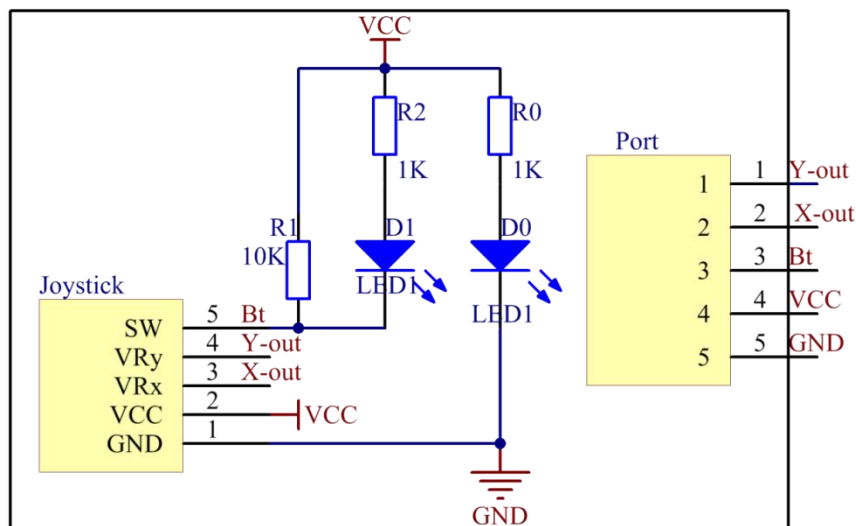 VCC
R2
R0
1K
1K
R1
10K
D1
D0
LED1
LED1
Joystick
SW 5 Bt
VRy 4 Y-out
VRx 3 X-out
VCC 2 VCC
GND 1
GND
Port
1 1 Y-out
2 2 X-out
3 3 Bt
4 4 VCC
5 5 GND